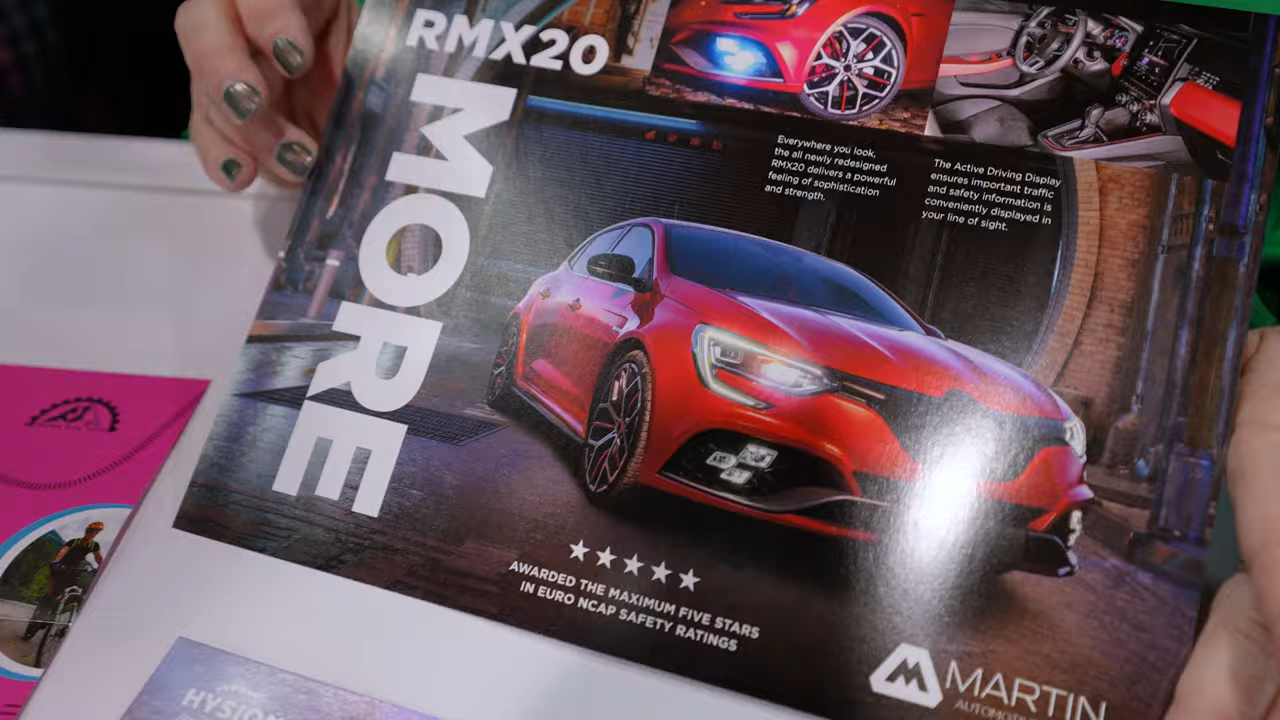 RMX20
MORE
Everywhere you look,
the all newly redesigned
RMX20 delivers a powerful
feeling of sophistication
and strength.
The Active Driving Display
ensures important traffic
and safety information is
conveniently displayed in
your line of sight.
AWARDED THE MAXIMUM FIVE STARS
IN EURO NCAP SAFETY RATINGS
MARTIN